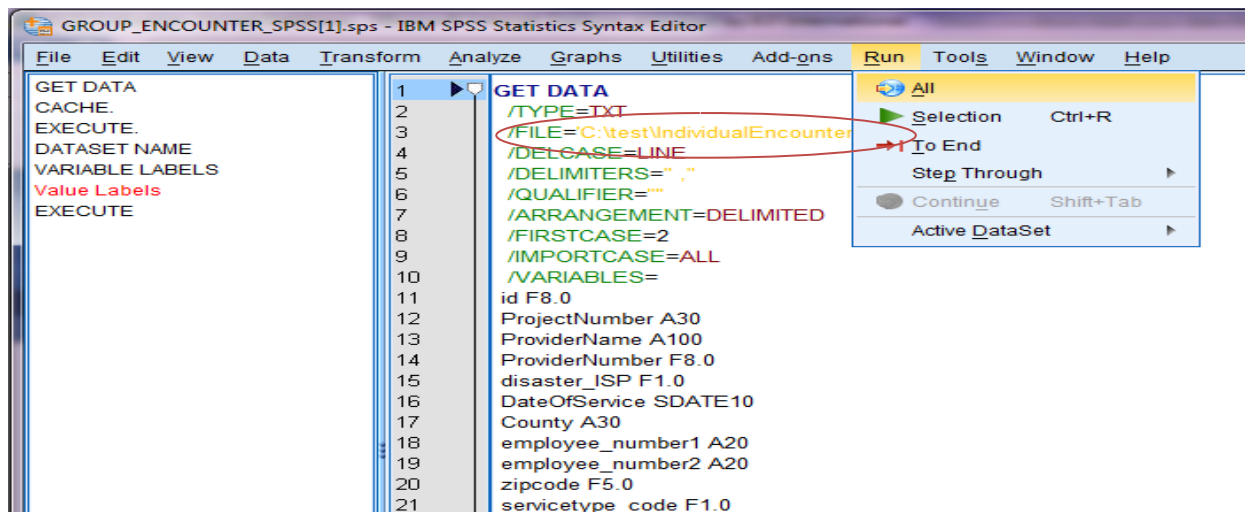 GROUP_ENCOUNTER_SPSS[1].sps - IBM SPSS Statistics Syntax Editor
File Edit View Data Transform Analyze Graphs Utilities Add-ons Run Tools Window Help
GET DATA
CACHE.
EXECUTE.
DATASET NAME
VARIABLE LABELS
Value Labels
EXECUTE
1 GET DATA
2 /TYPE=TXT
3 /FILE='C:\test\IndividualEncounter
4 /DELCASE=LINE
5 /DELIMITERS=" ,"
6 /QUALIFIER=""
7 /ARRANGEMENT=DELIMITED
8 /FIRSTCASE=2
9 /IMPORTCASE=ALL
10 /VARIABLES=
11 id F8.0
12 ProjectNumber A30
13 ProviderName A100
14 ProviderNumber F8.0
15 disaster_ISP F1.0
16 DateOfService SDATE10
17 County A30
18 employee_number1 A20
19 employee_number2 A20
20 zipcode F5.0
21 servicetype_code F1.0
All
Selection Ctrl+R
To End
Step Through
Continue Shift+Tab
Active DataSet